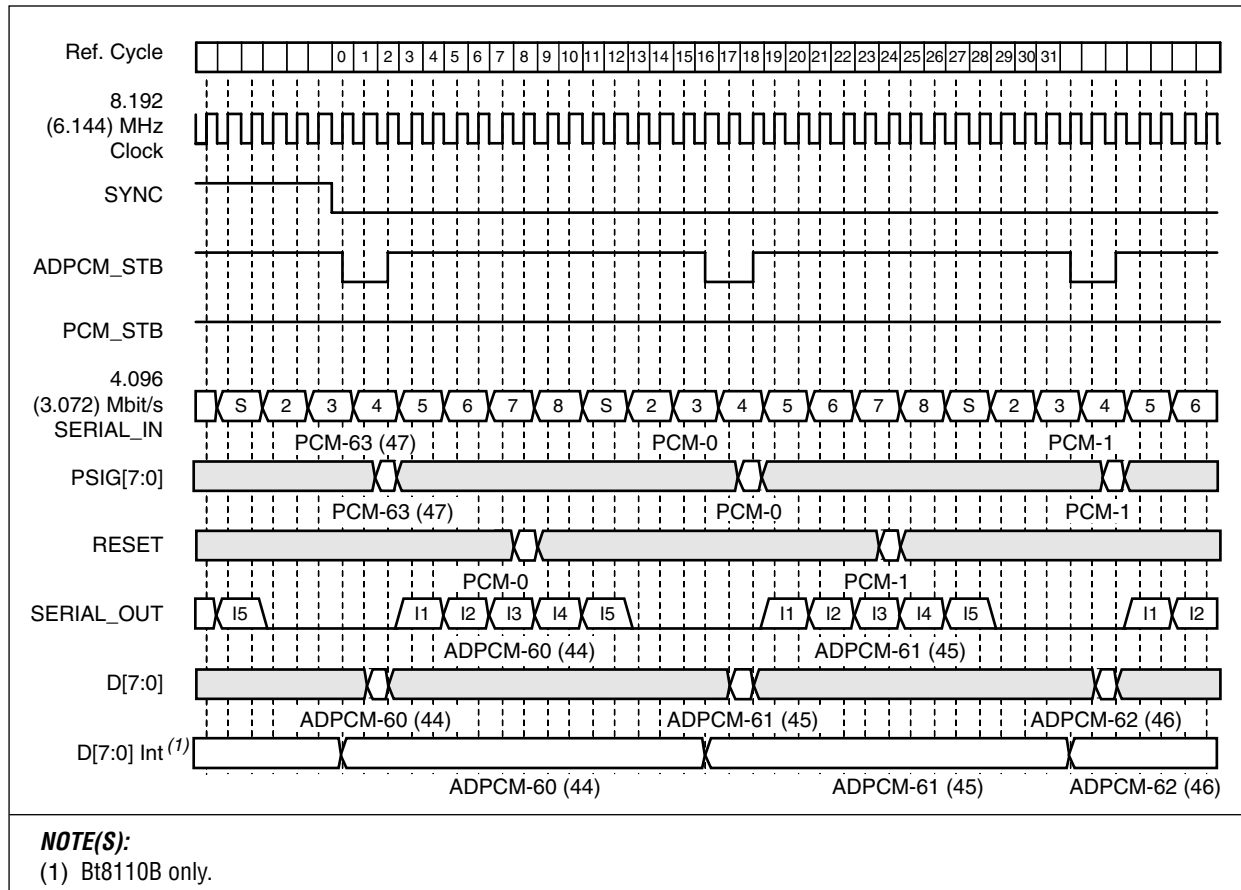 Ref. Cycle 0 1 2 3 4 5 6 7 8 9 10 11 12 13 14 15 16 17 18 19 20 21 22 23 24 25 26 27 28 29 30 31
8.192
(6.144) MHz
Clock
SYNC
ADPCM_STB
PCM_STB
4.096
(3.072) Mbit/s
SERIAL_IN
S 2 3 4 5 6 7 8 S 2 3 4 5 6 7 8 S 2 3 4 5 6
PCM-63 (47) PCM-0 PCM-1
PSIG[7:0]
PCM-63 (47) PCM-0 PCM-1
RESET
PCM-0 PCM-1
SERIAL_OUT I5 I1 I2 I3 I4 I5 I1 I2 I3 I4 I5 I1 I2
ADPCM-60 (44) ADPCM-61 (45)
D[7:0]
ADPCM-60 (44) ADPCM-61 (45) ADPCM-62 (46)
D[7:0] Int (1)
ADPCM-60 (44) ADPCM-61 (45) ADPCM-62 (46)
NOTE(S):
(1) Bt8110B only.